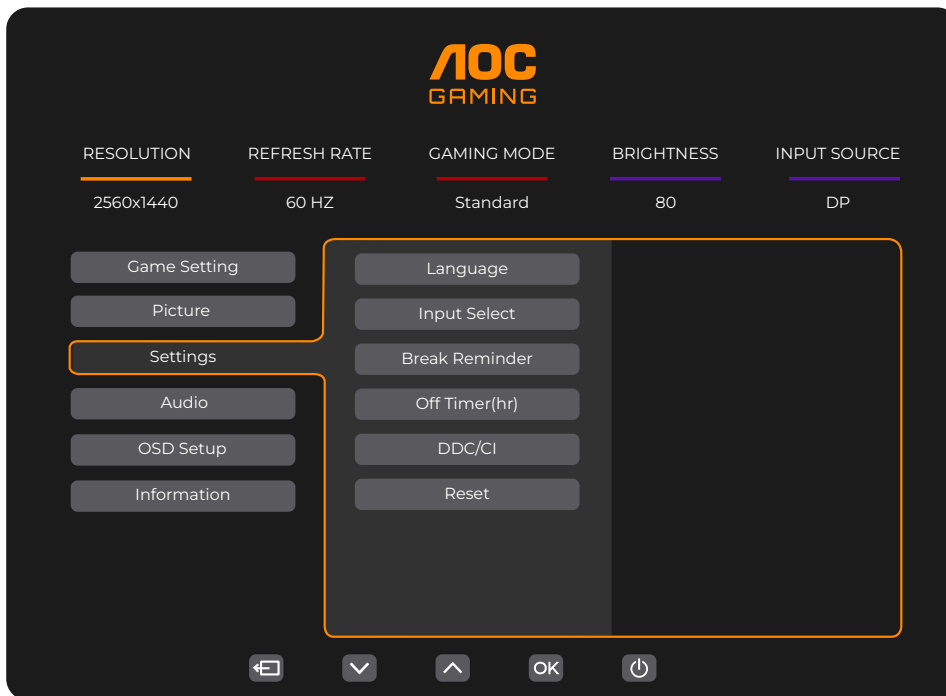 AOC
GAMING
RESOLUTION REFRESH RATE GAMING MODE BRIGHTNESS INPUT SOURCE
2560x1440 60 HZ Standard 80 DP
Game Setting
Picture
Settings
Audio
OSD Setup
Information
Language
Input Select
Break Reminder
Off Timer(hr)
DDC/CI
Reset
OK